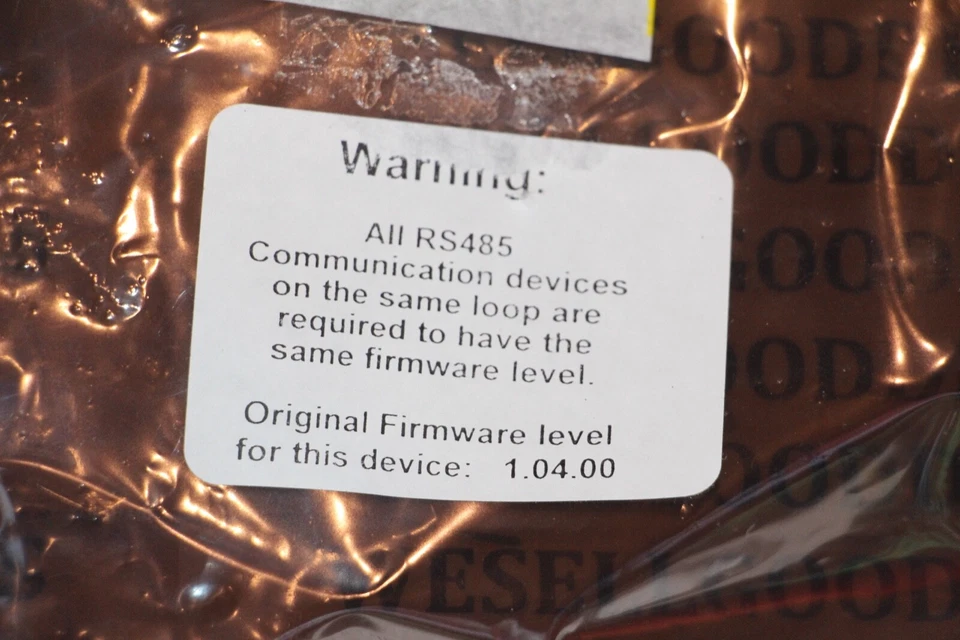 Warning:
All RS485
Communication devices
on the same loop are
required to have the
same firmware level.
Original Firmware level
for this device: 1.04.00
WESELLGOOD